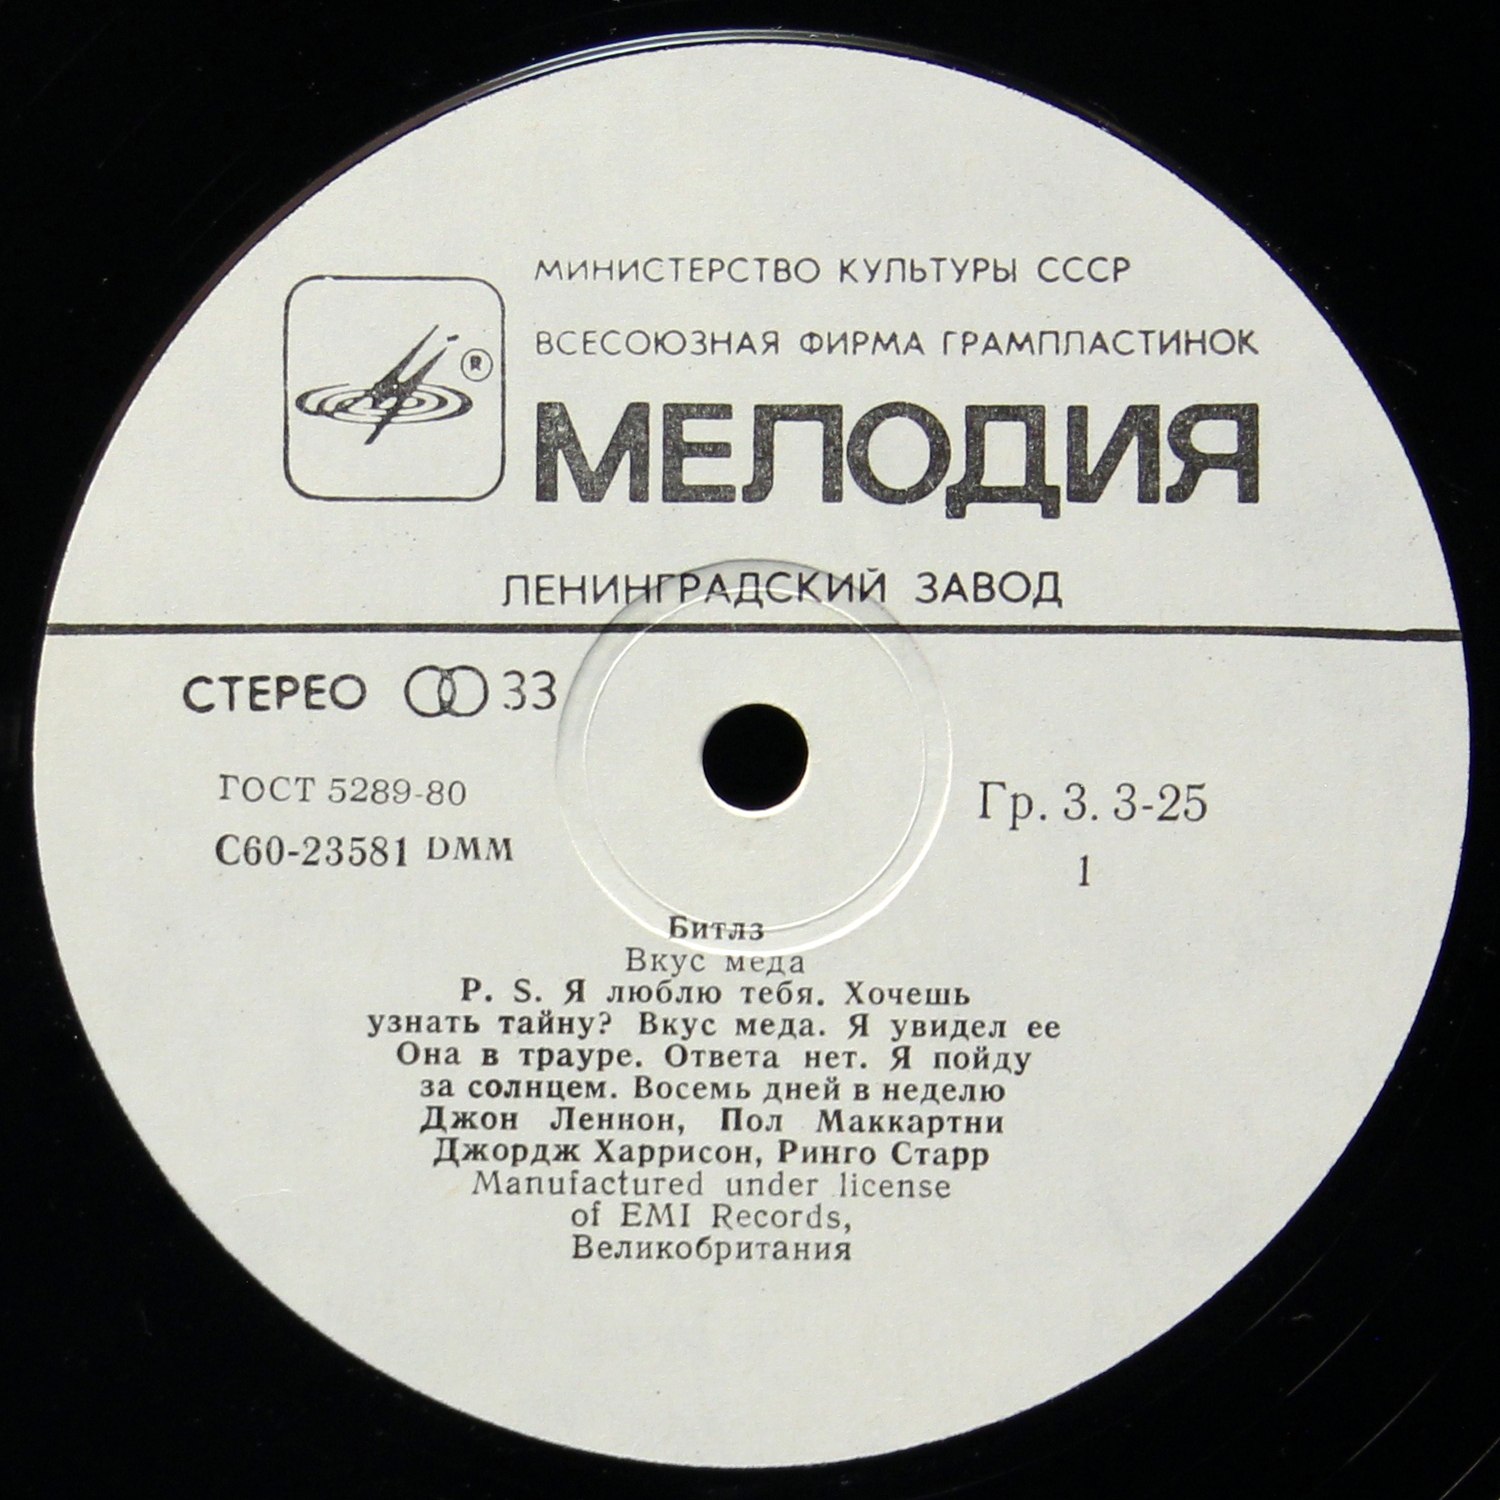 МИНИСТЕРСТВО КУЛЬТУРЫ СССР
ВСЕСОЮЗНАЯ ФИРМА ГРАМПЛАСТИНОК
®
МЕЛОДИЯ
ЛЕНИНГРАДСКИЙ ЗАВОД
СТЕРЕО 33
ГОСТ 5289-80
Гр. 3. 3-25
С60-23581 DMM
1
Битлз
Вкус меда
P. S. Я люблю тебя. Хочешь
узнать тайну? Вкус меда. Я увидел ее
Она в трауре. Ответа нет. Я пойду
за солнцем. Восемь дней в неделю
Джон Леннон, Пол Маккартни
Джордж Харрисон, Ринго Старр
Manufactured under license
of EMI Records,
Великобритания